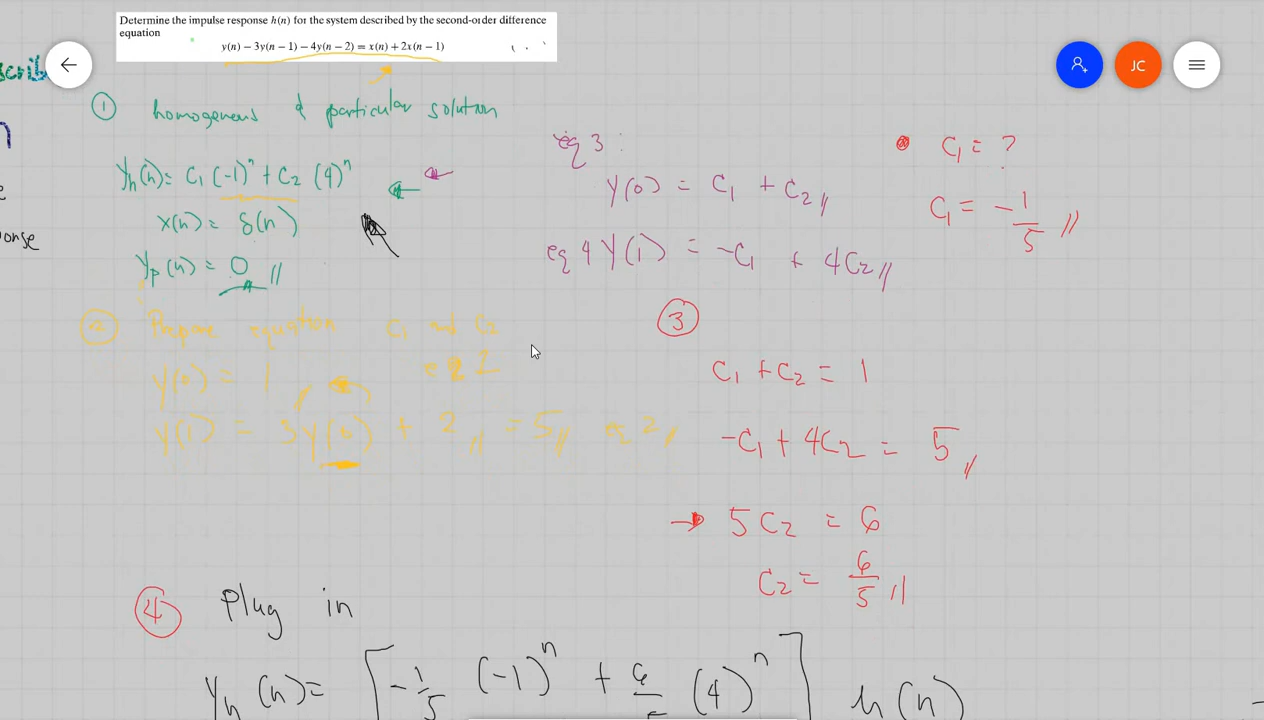 Determine the impulse response h(n) for the system described by the second-order difference
equation
y(n) − 3y(n − 1) − 4y(n − 2) = x(n) + 2x(n − 1)
JC
① homogeneous & particular solution
yh(n) = C1 (-1)^n + C2 (4)^n
x(n) = δ(n)
yp(n) = 0 //
② Prepare equation C1 and C2
y(0) = 1 eq 1
y(1) = 3y(0) + 2 // = 5 // eq 2 //
eq 3 :
y(0) = C1 + C2 //
eq 4 y(1) = -C1 + 4C2 //
C1 = ?
C1 = -1/5 //
③
C1 + C2 = 1
-C1 + 4C2 = 5 //
→ 5C2 = 6
C2 = 6/5 //
④ Plug in
yh(n) = [ -1/5 (-1)^n + 6/5 (4)^n ] u(n)